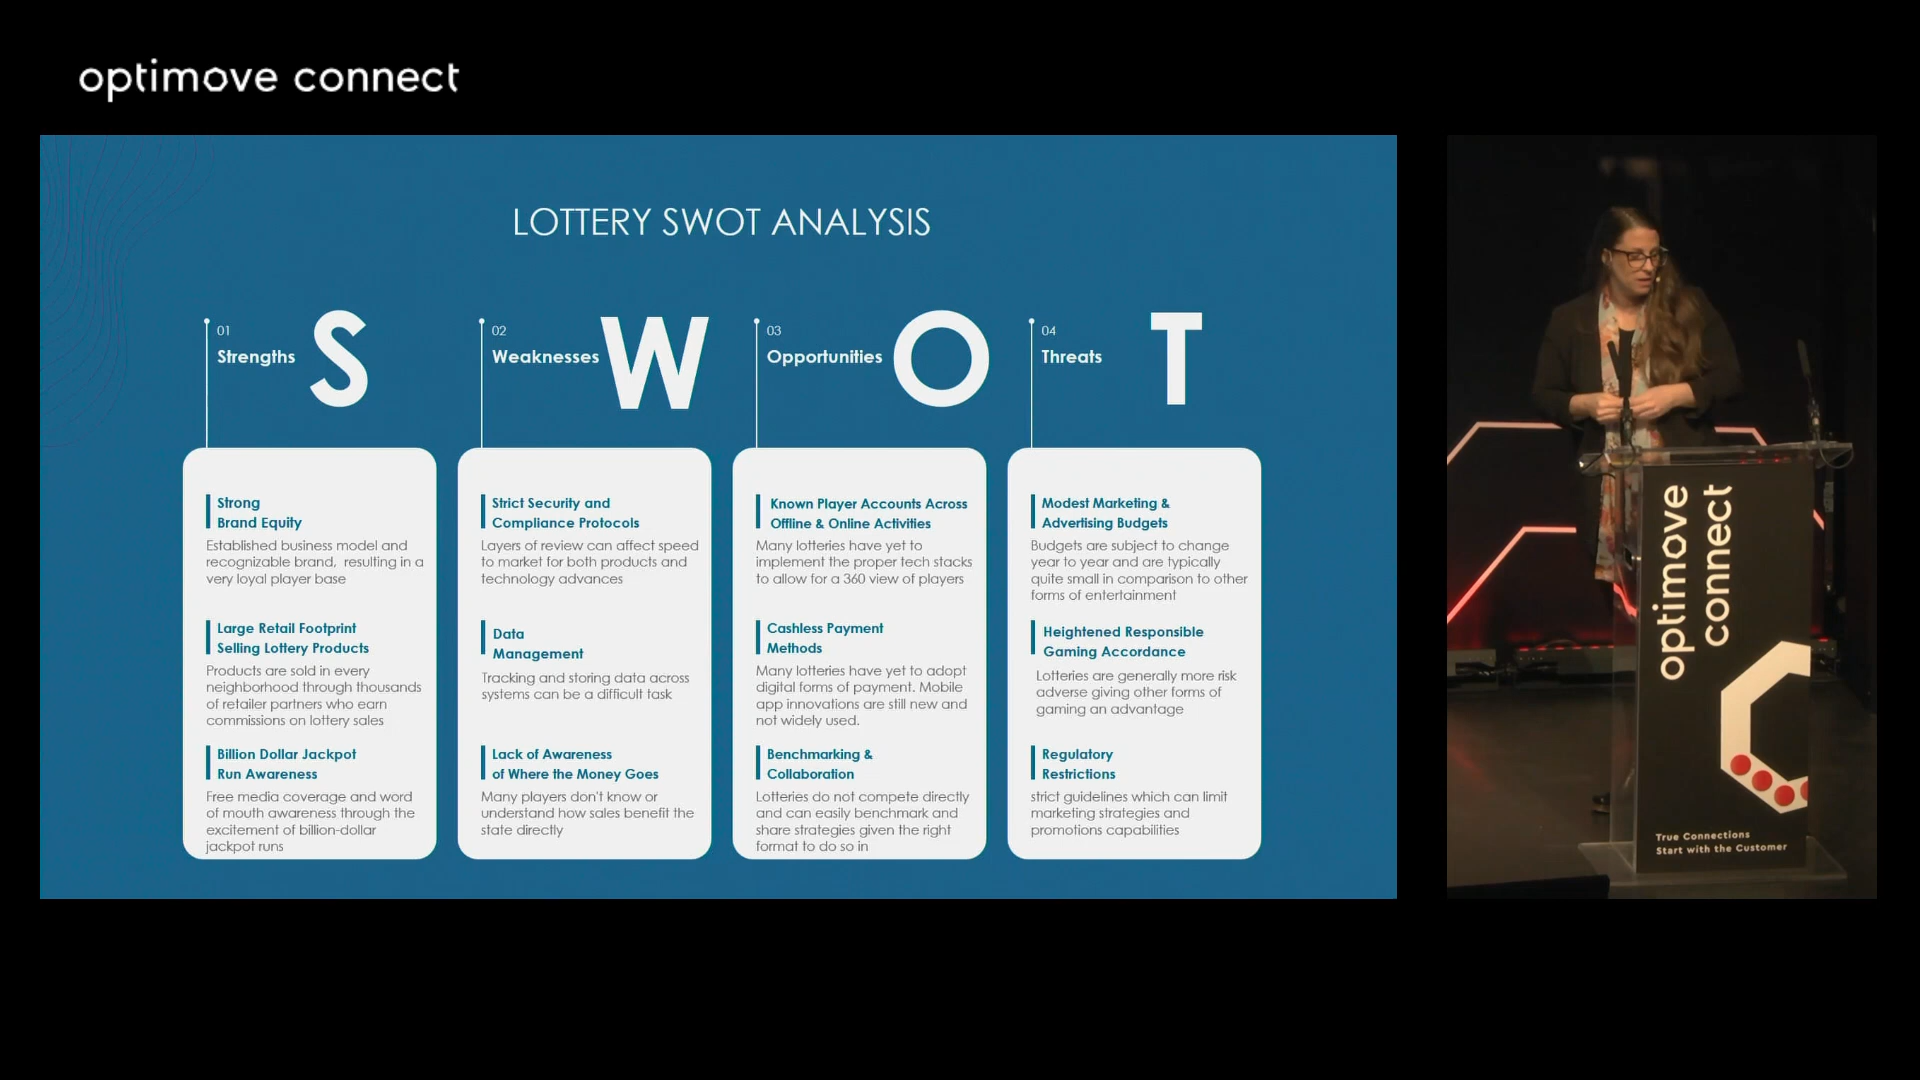 optimove connect
LOTTERY SWOT ANALYSIS
01
Strengths
S
02
Weaknesses
W
03
Opportunities
O
04
Threats
T
Strong
Brand Equity
Established business model and
recognizable brand, resulting in a
very loyal player base
Large Retail Footprint
Selling Lottery Products
Products are sold in every
neighborhood through thousands
of retailer partners who earn
commissions on lottery sales
Billion Dollar Jackpot
Run Awareness
Free media coverage and word
of mouth awareness through the
excitement of billion-dollar
jackpot runs
Strict Security and
Compliance Protocols
Layers of review can affect speed
to market for both products and
technology advances
Data
Management
Tracking and storing data across
systems can be a difficult task
Lack of Awareness
of Where the Money Goes
Many players don't know or
understand how sales benefit the
state directly
Known Player Accounts Across
Offline & Online Activities
Many lotteries have yet to
implement the proper tech stacks
to allow for a 360 view of players
Cashless Payment
Methods
Many lotteries have yet to adopt
digital forms of payment. Mobile
app innovations are still new and
not widely used.
Benchmarking &
Collaboration
Lotteries do not compete directly
and can easily benchmark and
share strategies given the right
format to do so in
Modest Marketing &
Advertising Budgets
Budgets are subject to change
year to year and are typically
quite small in comparison to other
forms of entertainment
Heightened Responsible
Gaming Accordance
Lotteries are generally more risk
adverse giving other forms of
gaming an advantage
Regulatory
Restrictions
strict guidelines which can limit
marketing strategies and
promotions capabilities
optimove
connect
True Connections
Start with the Customer